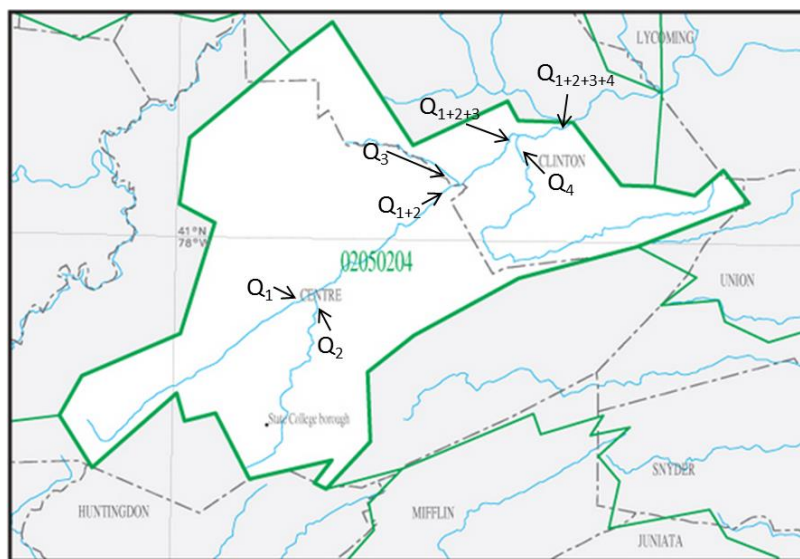 LYCOMING
Q1+2+3+4
Q1+2+3
CLINTON
Q3
Q4
Q1+2
41°N
78°W
02050204
UNION
Q1
CENTRE
Q2
State College borough
SNYDER
HUNTINGDON
MIFFLIN
JUNIATA